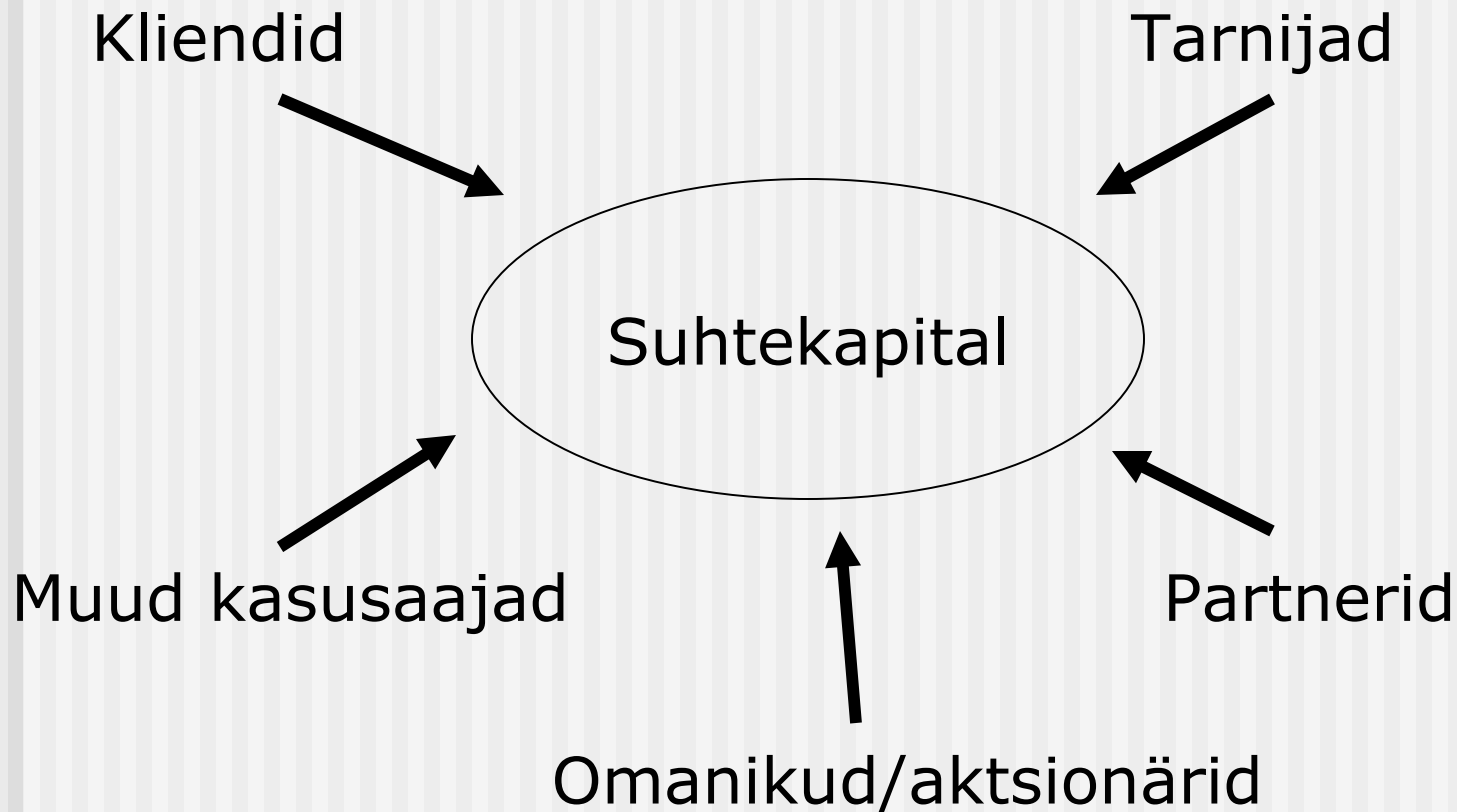 Kliendid
Tarnijad
Suhtekapital
Muud kasusaajad
Partnerid
Omanikud/aktsionärid